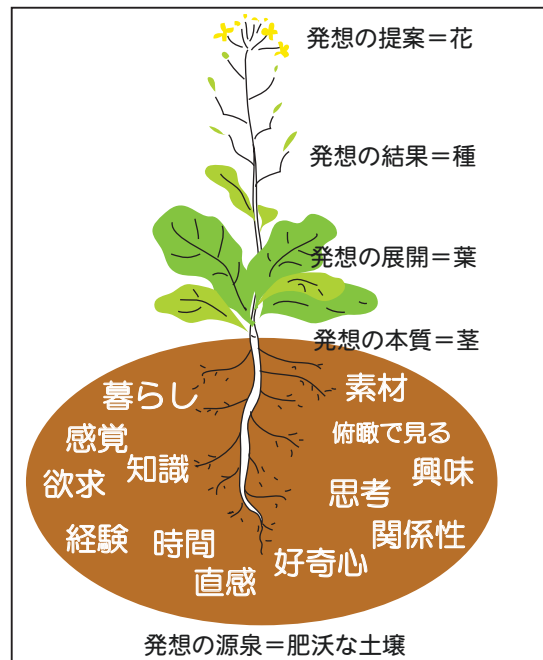 発想の提案＝花
発想の結果＝種
発想の展開＝葉
発想の本質＝茎
暮らし
素材
感覚
俯瞰で見る
知識
興味
欲求
思考
経験
時間
関係性
好奇心
直感
発想の源泉＝肥沃な土壌